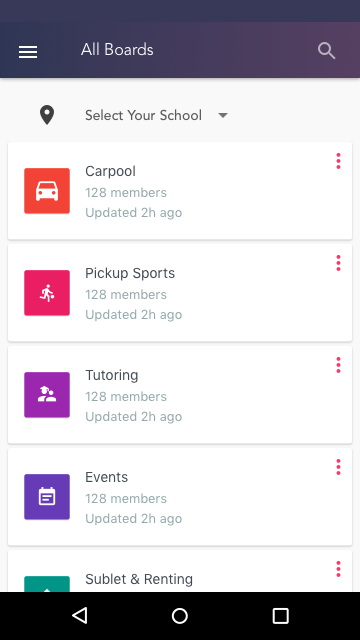 All Boards
Select Your School
Carpool
128 members
Updated 2h ago
Pickup Sports
128 members
Updated 2h ago
Tutoring
128 members
Updated 2h ago
Events
128 members
Updated 2h ago
Sublet & Renting